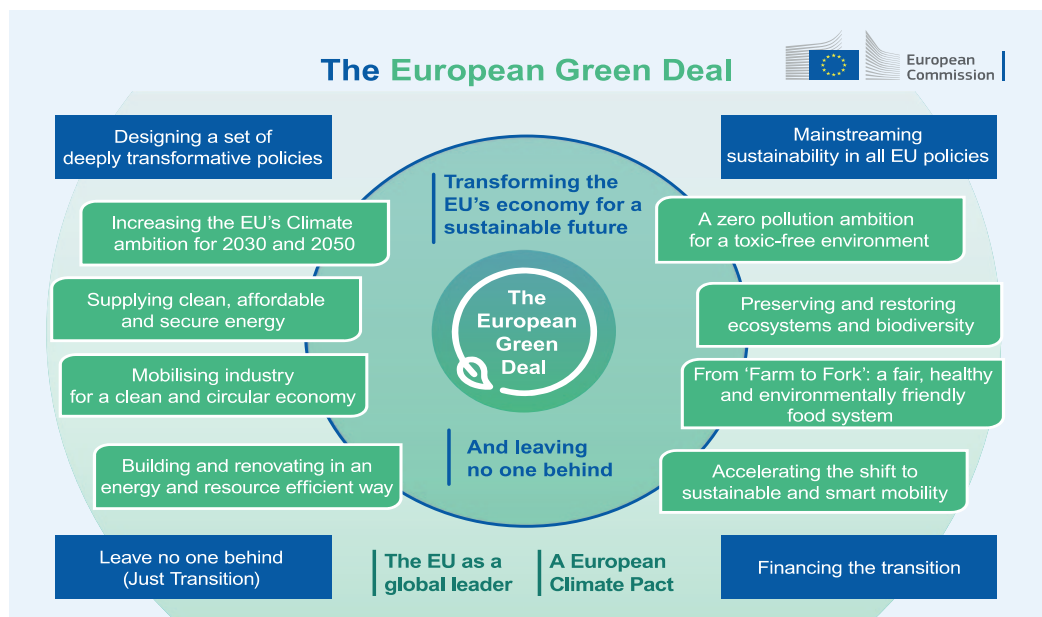 The European Green Deal
European
Commission
Designing a set of
deeply transformative policies
Mainstreaming
sustainability in all EU policies
Transforming the
EU's economy for a
sustainable future
Increasing the EU's Climate
ambition for 2030 and 2050
Supplying clean, affordable
and secure energy
Mobilising industry
for a clean and circular economy
Building and renovating in an
energy and resource efficient way
The
European
Green
Deal
A zero pollution ambition
for a toxic-free environment
Preserving and restoring
ecosystems and biodiversity
From ‘Farm to Fork’: a fair, healthy
and environmentally friendly
food system
Accelerating the shift to
sustainable and smart mobility
And leaving
no one behind
Leave no one behind
(Just Transition)
The EU as a
global leader
A European
Climate Pact
Financing the transition